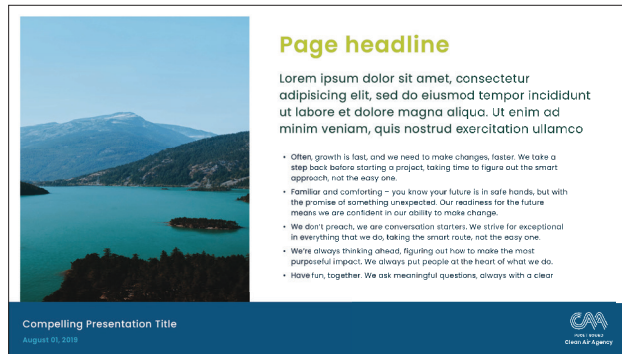 Page headline
Lorem ipsum dolor sit amet, consectetur
adipisicing elit, sed do eiusmod tempor incididunt
ut labore et dolore magna aliqua. Ut enim ad
minim veniam, quis nostrud exercitation ullamco
• Often, growth is fast, and we need to make changes, faster. We take a
step back before starting a project, taking time to figure out the smart
approach, not the easy one.
• Familiar and comforting – you know your future is in safe hands, but with
the promise of something unexpected. Our readiness for the future
means we are confident in our ability to make change.
• We don't preach, we are conversation starters. We strive for exceptional
in everything that we do, taking the smart route, not the easy one.
• We're always thinking ahead, figuring out how to make the most
purposeful impact. We always put people at the heart of what we do.
• Have fun, together. We ask meaningful questions, always with a clear
Compelling Presentation Title
August 01, 2018
PUGET SOUND
Clean Air Agency